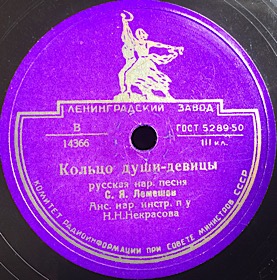 ЛЕНИНГРАДСКИЙ ЗАВОД
В
14366
ГОСТ 5289-50
III кл.
Кольцо души-девицы
русская нар. песня
С. Я. Лемешев
Анс. нар. инстр. п/у
Н.Н.Некрасова
КОМИТЕТ РАДИОИНФОРМАЦИИ ПРИ СОВЕТЕ МИНИСТРОВ СССР